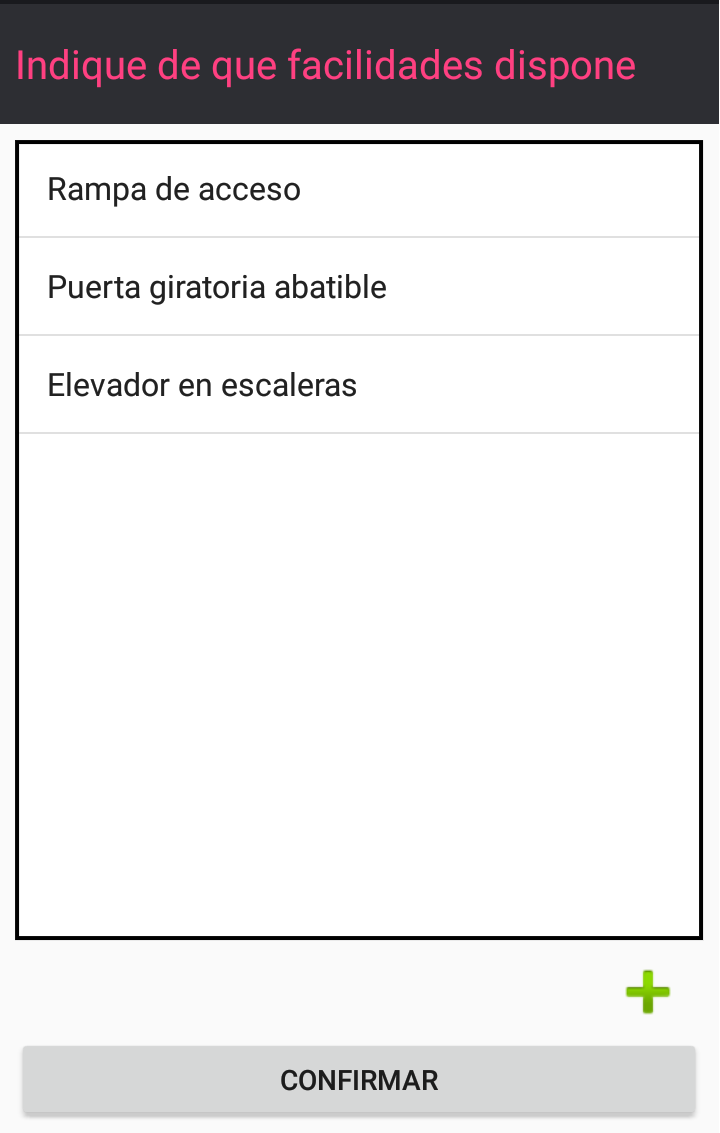 Indique de que facilidades dispone
Rampa de acceso
Puerta giratoria abatible
Elevador en escaleras
CONFIRMAR